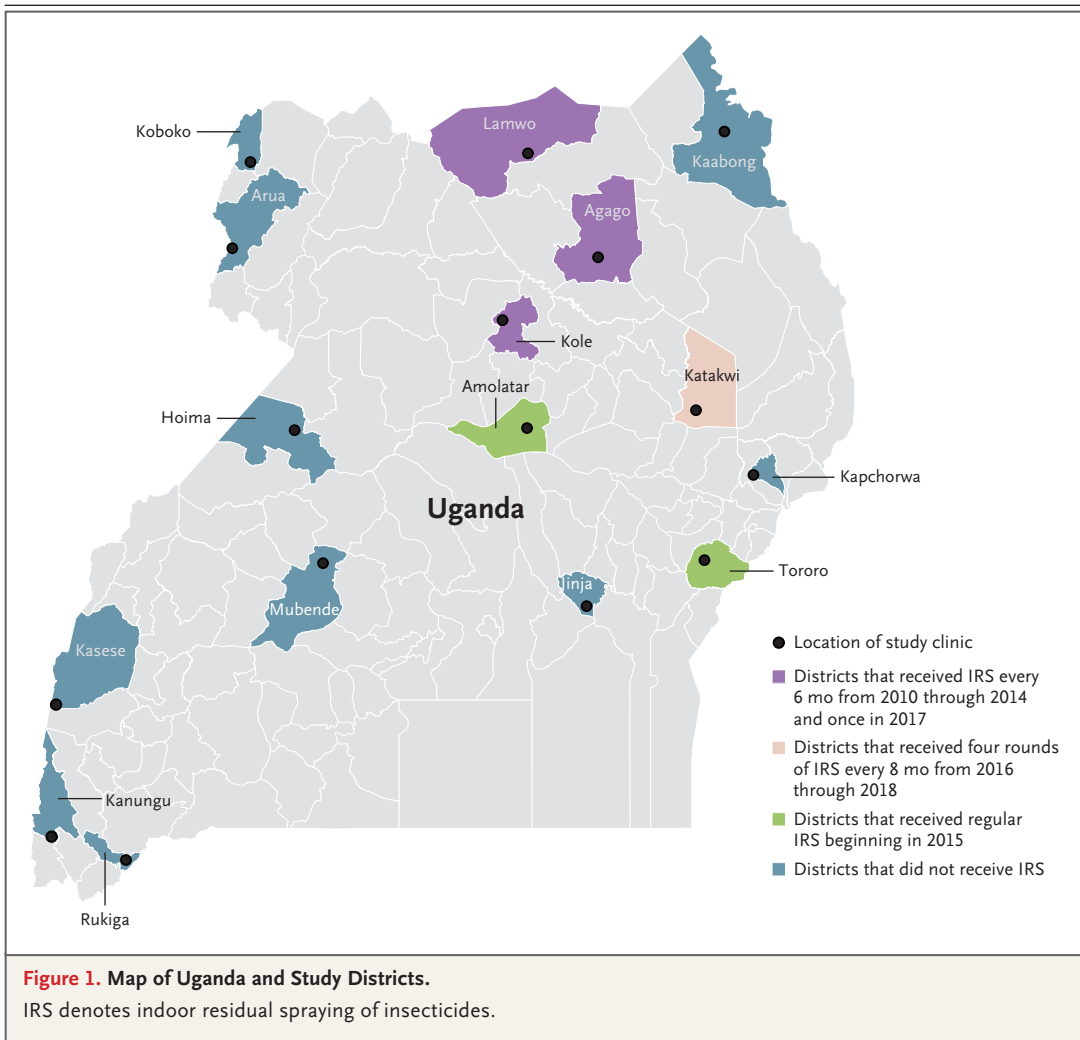 Koboko
Lamwo
Kaabong
Arua
Agago
Kole
Katakwi
Amolatar
Hoima
Kapchorwa
Uganda
Tororo
Jinja
Mubende
Kasese
Kanungu
Rukiga
Location of study clinic
Districts that received IRS every
6 mo from 2010 through 2014
and once in 2017
Districts that received four rounds
of IRS every 8 mo from 2016
through 2018
Districts that received regular
IRS beginning in 2015
Districts that did not receive IRS
Figure 1. Map of Uganda and Study Districts.
IRS denotes indoor residual spraying of insecticides.